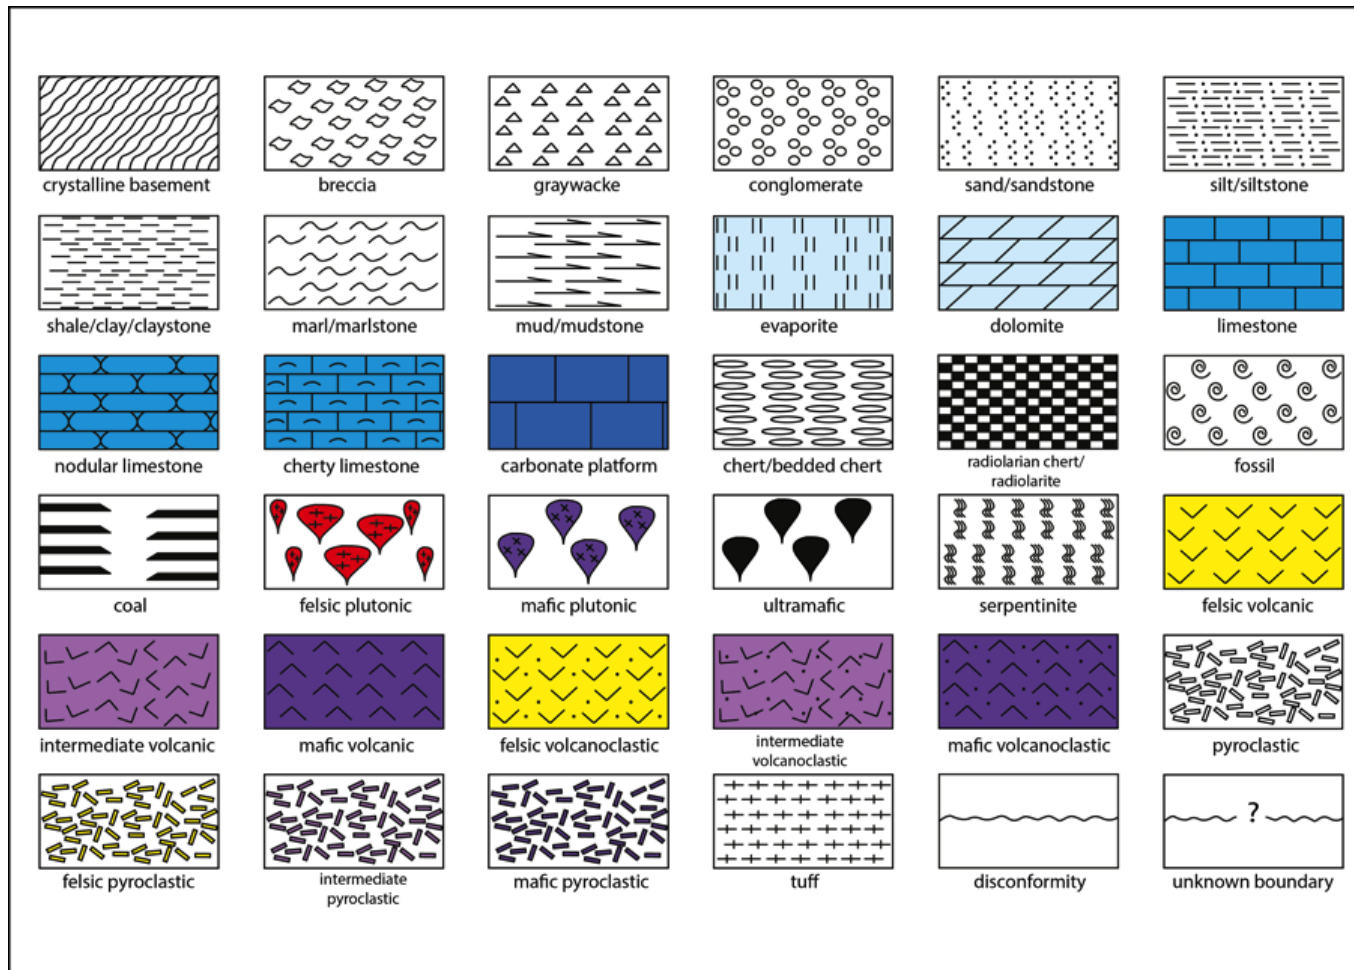 crystalline basement
breccia
graywacke
conglomerate
sand/sandstone
silt/siltstone
shale/clay/claystone
marl/marlstone
mud/mudstone
evaporite
dolomite
limestone
nodular limestone
cherty limestone
carbonate platform
chert/bedded chert
radiolarian chert/
radiolarite
fossil
coal
felsic plutonic
mafic plutonic
ultramafic
serpentinite
felsic volcanic
intermediate volcanic
mafic volcanic
felsic volcanoclastic
intermediate
volcanoclastic
mafic volcanoclastic
pyroclastic
felsic pyroclastic
intermediate
pyroclastic
mafic pyroclastic
tuff
disconformity
?
unknown boundary